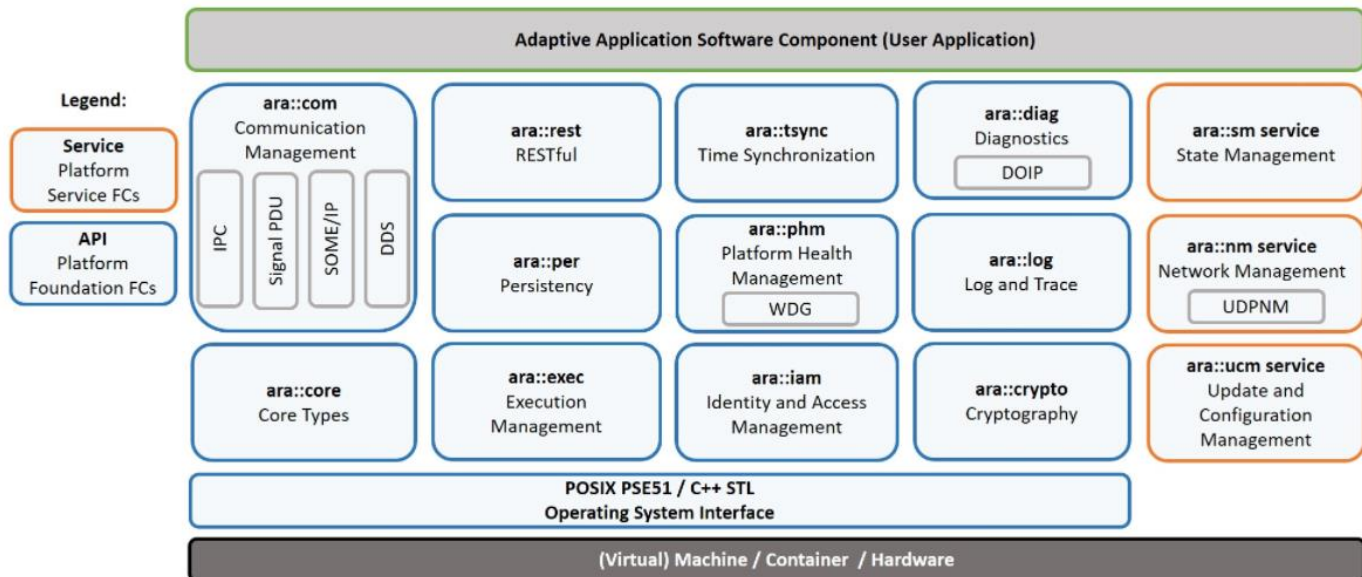 Adaptive Application Software Component (User Application)
Legend:
Service
Platform
Service FCs
API
Platform
Foundation FCs
ara::com
Communication
Management
IPC
Signal PDU
SOME/IP
DDS
ara::rest
RESTful
ara::tsync
Time Synchronization
ara::diag
Diagnostics
DOIP
ara::sm service
State Management
ara::per
Persistency
ara::phm
Platform Health
Management
WDG
ara::log
Log and Trace
ara::nm service
Network Management
UDPNM
ara::core
Core Types
ara::exec
Execution
Management
ara::iam
Identity and Access
Management
ara::crypto
Cryptography
ara::ucm service
Update and
Configuration
Management
POSIX PSE51 / C++ STL
Operating System Interface
(Virtual) Machine / Container / Hardware